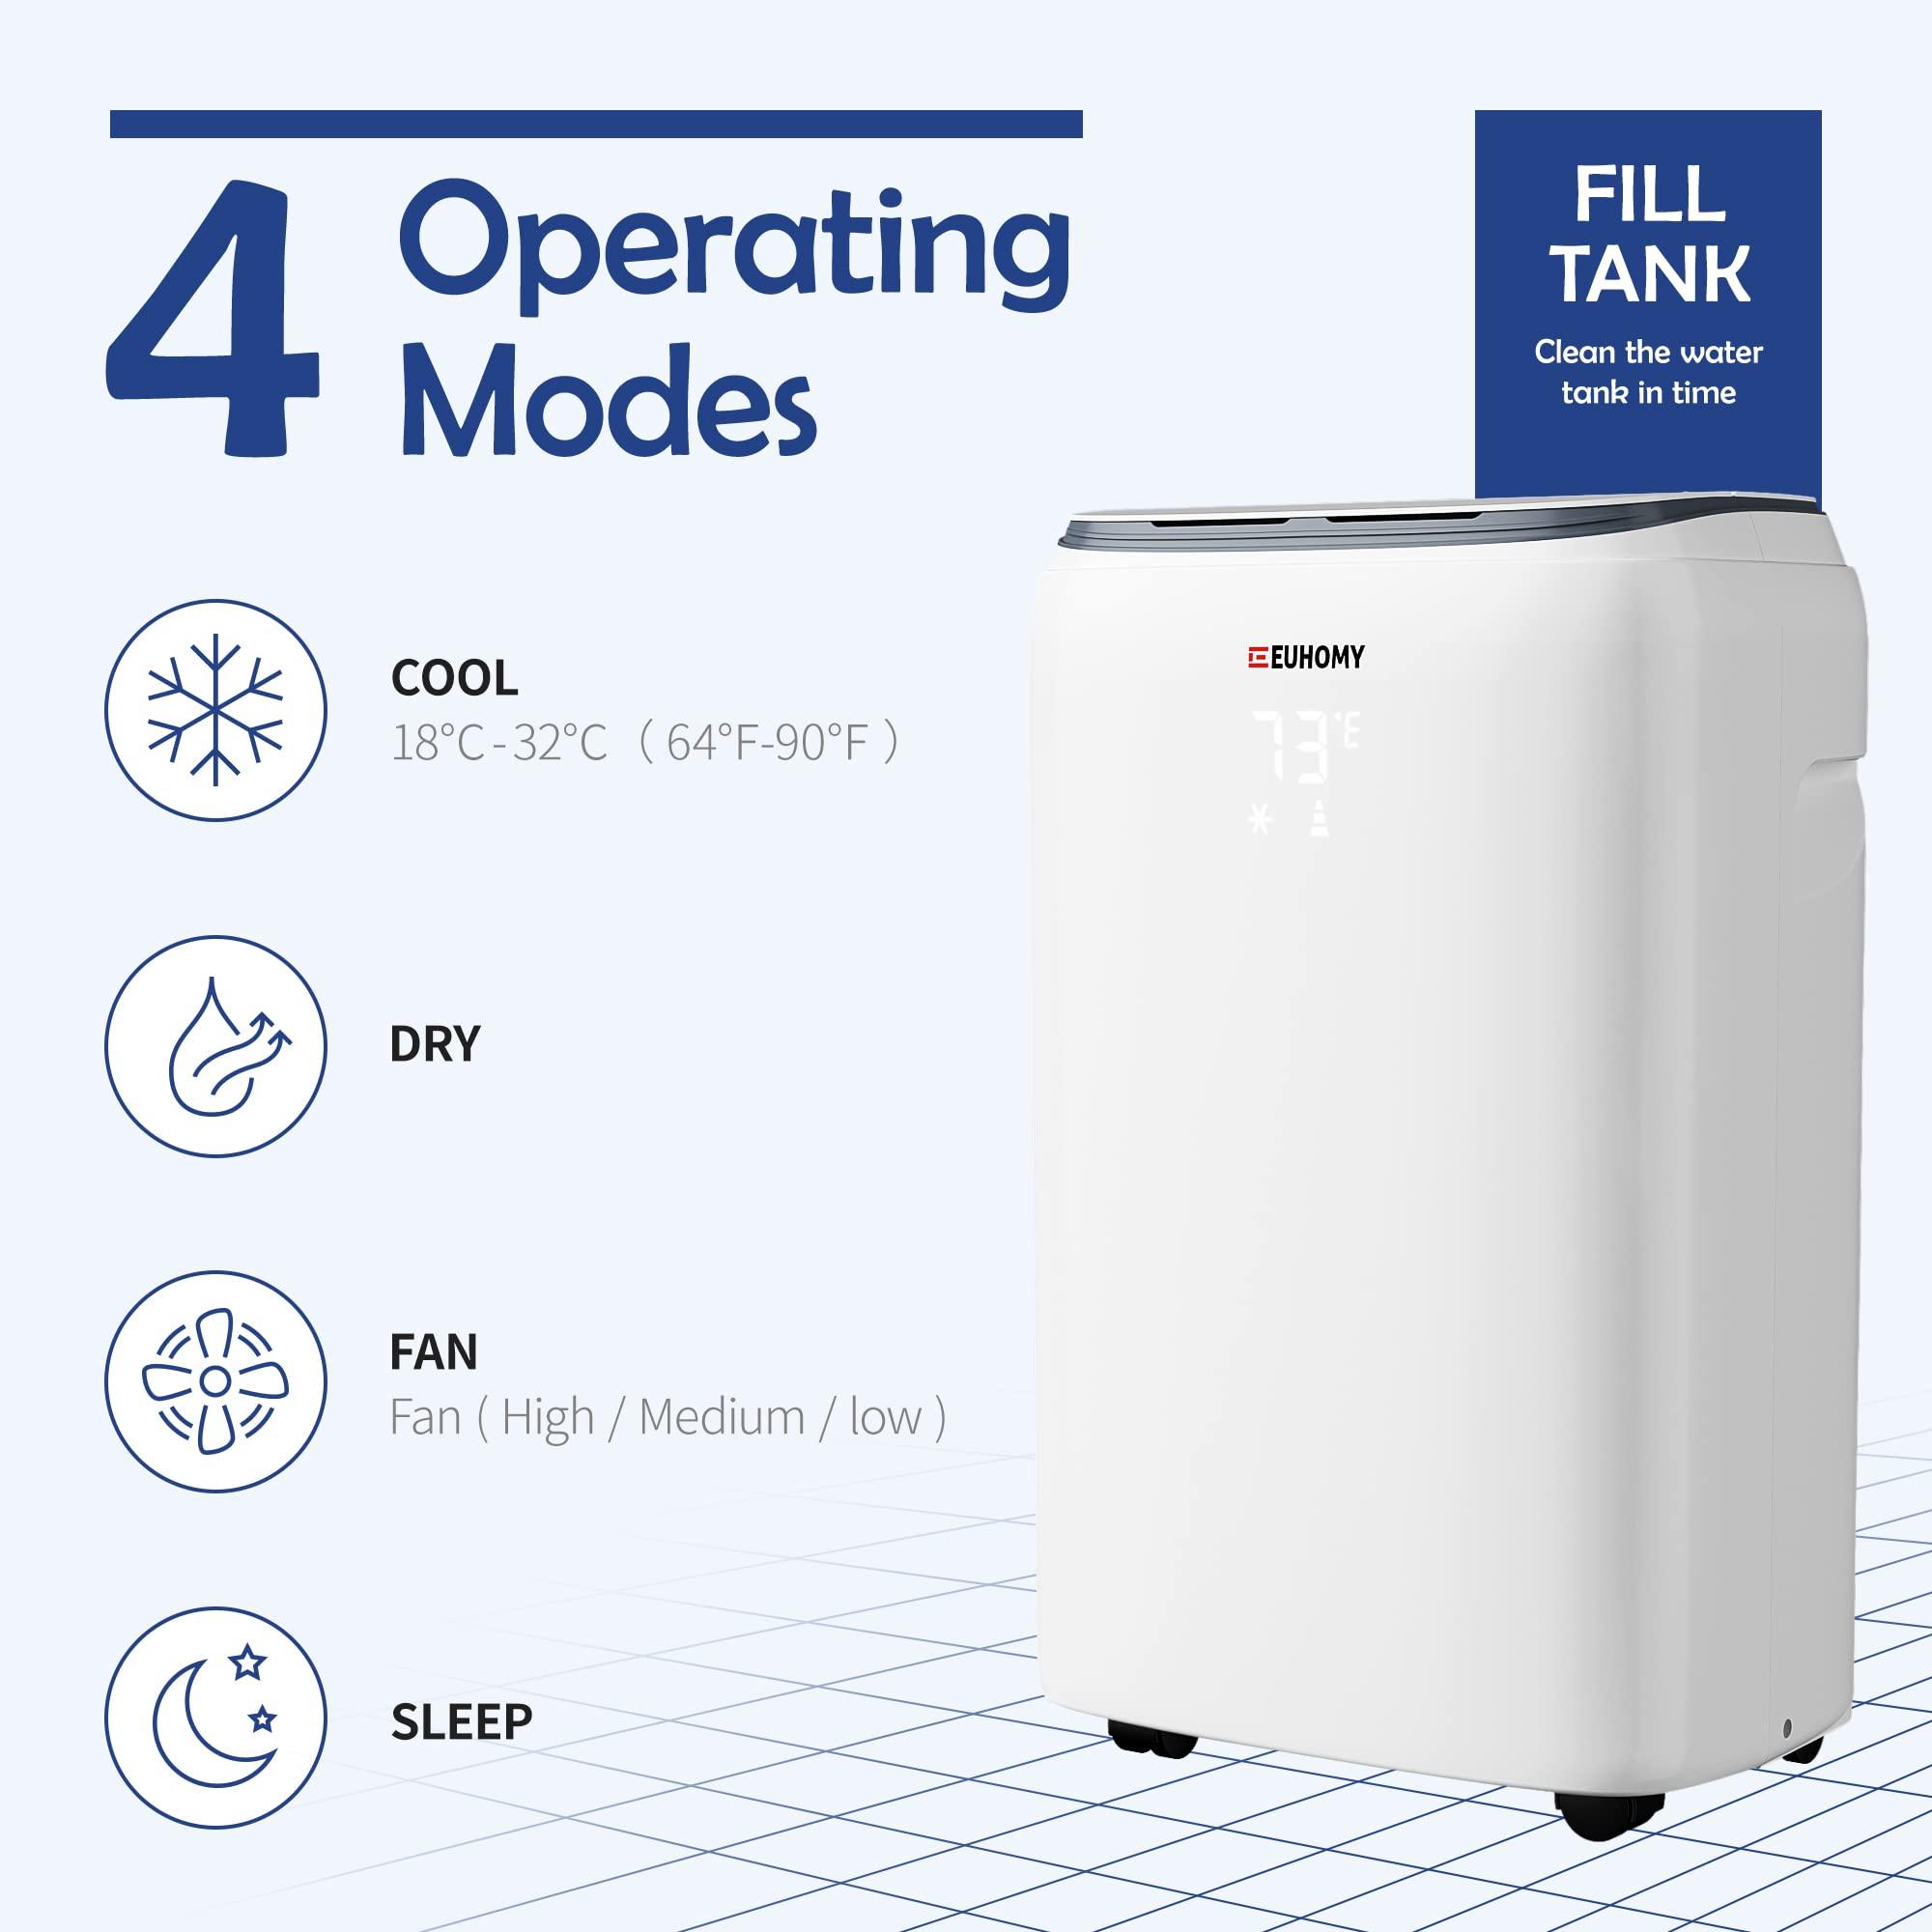 4 Operating
Modes
FILL
TANK
Clean the water
tank in time
COOL
18°C-32°C （64°F-90°F）
DRY
FAN
Fan ( High / Medium / low )
SLEEP
EUHOMY
73°E